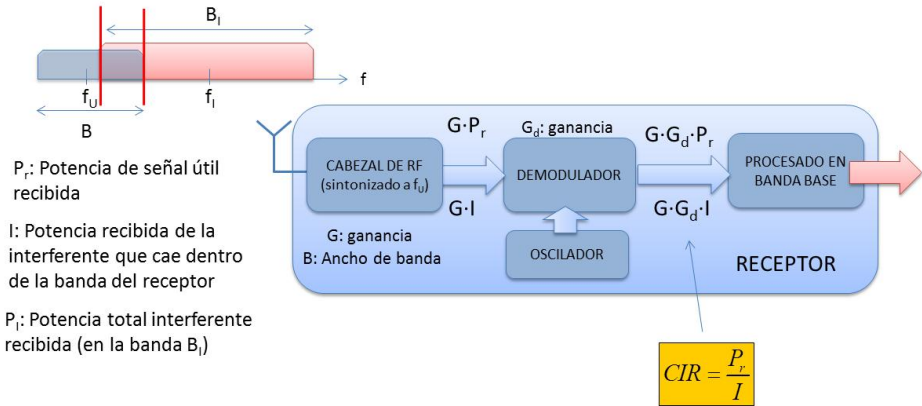 B_I
f
f_U
f_I
B
P_r: Potencia de señal útil
recibida
I: Potencia recibida de la
interferente que cae dentro
de la banda del receptor
P_I: Potencia total interferente
recibida (en la banda B_I)
CABEZAL DE RF
(sintonizado a f_U)
G·P_r
G·I
G: ganancia
B: Ancho de banda
G_d: ganancia
DEMODULADOR
OSCILADOR
G·G_d·P_r
G·G_d·I
PROCESADO EN
BANDA BASE
RECEPTOR
CIR = P_r / I